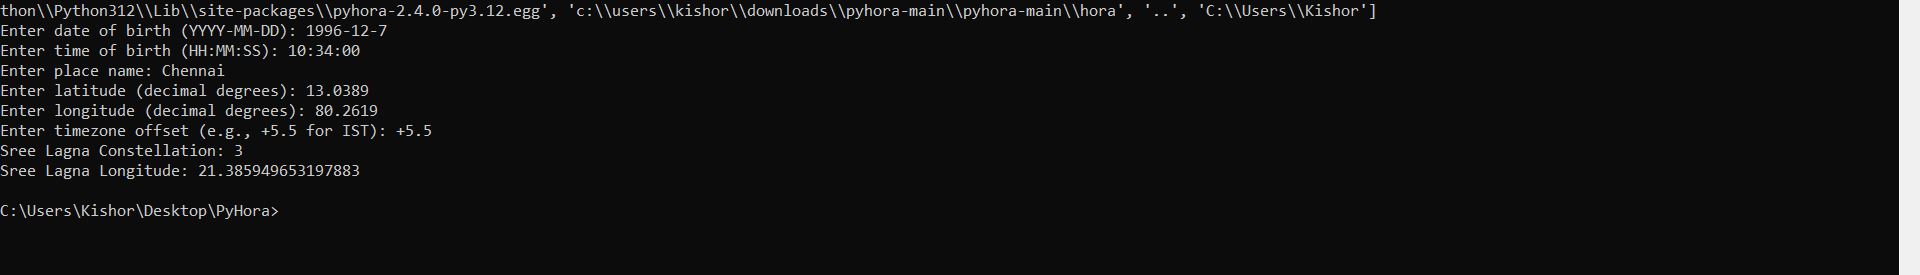 thon\\Python312\\Lib\\site-packages\\pyhora-2.4.0-py3.12.egg', 'c:\\users\\kishor\\downloads\\pyhora-main\\pyhora-main\\hora', '..', 'C:\\Users\\Kishor']
Enter date of birth (YYYY-MM-DD): 1996-12-7
Enter time of birth (HH:MM:SS): 10:34:00
Enter place name: Chennai
Enter latitude (decimal degrees): 13.0389
Enter longitude (decimal degrees): 80.2619
Enter timezone offset (e.g., +5.5 for IST): +5.5
Sree Lagna Constellation: 3
Sree Lagna Longitude: 21.385949653197883
C:\Users\Kishor\Desktop\PyHora>